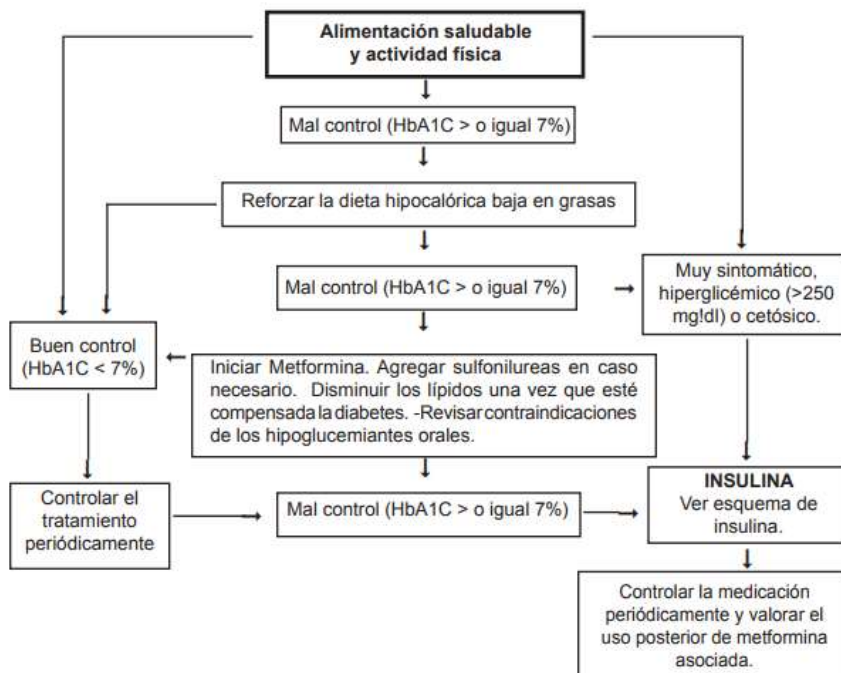 Alimentación saludable
y actividad física
Mal control (HbA1C > o igual 7%)
Reforzar la dieta hipocalórica baja en grasas
Mal control (HbA1C > o igual 7%)
Muy sintomático,
hiperglicémico (>250
mg!dl) o cetósico.
Buen control
(HbA1C < 7%)
Iniciar Metformina. Agregar sulfonilureas en caso
necesario. Disminuir los lípidos una vez que esté
compensada la diabetes. -Revisar contraindicaciones
de los hipoglucemiantes orales.
Controlar el
tratamiento
periódicamente
Mal control (HbA1C > o igual 7%)
INSULINA
Ver esquema de
insulina.
Controlar la medicación
periódicamente y valorar el
uso posterior de metformina
asociada.